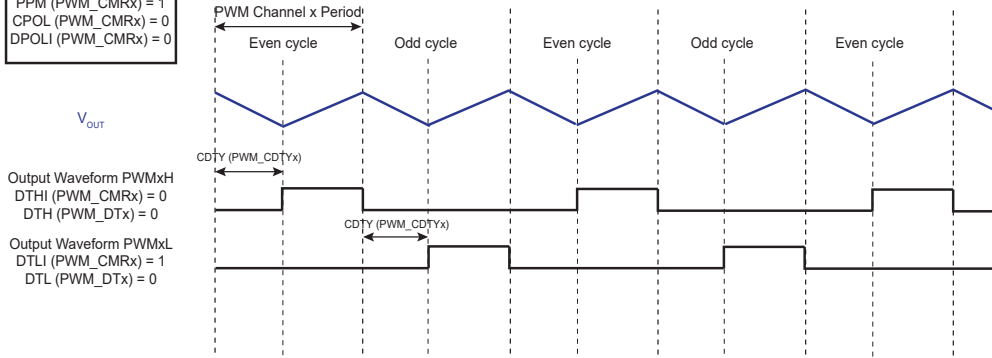 PPM (PWM_CMRx) = 1
CPOL (PWM_CMRx) = 0
DPOLI (PWM_CMRx) = 0
PWM Channel x Period
Even cycle
Odd cycle
Even cycle
Odd cycle
Even cycle
VOUT
CDTY (PWM_CDTYx)
Output Waveform PWMxH
DTHI (PWM_CMRx) = 0
DTH (PWM_DTx) = 0
CDTY (PWM_CDTYx)
Output Waveform PWMxL
DTLI (PWM_CMRx) = 1
DTL (PWM_DTx) = 0